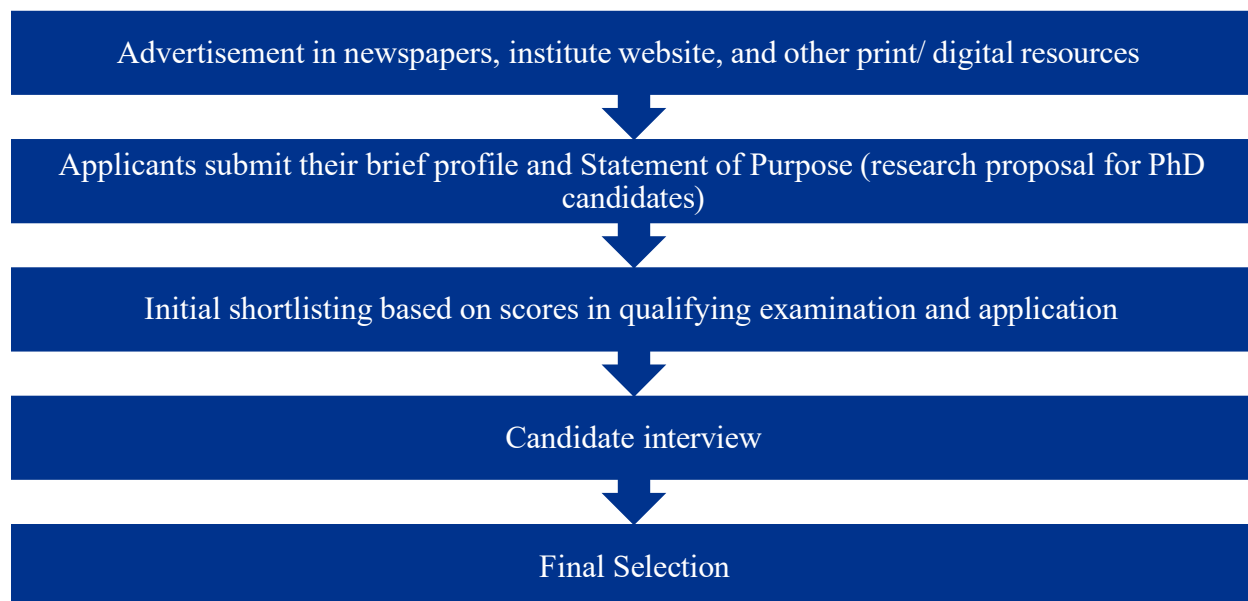 Advertisement in newspapers, institute website, and other print/ digital resources
Applicants submit their brief profile and Statement of Purpose (research proposal for PhD
candidates)
Initial shortlisting based on scores in qualifying examination and application
Candidate interview
Final Selection